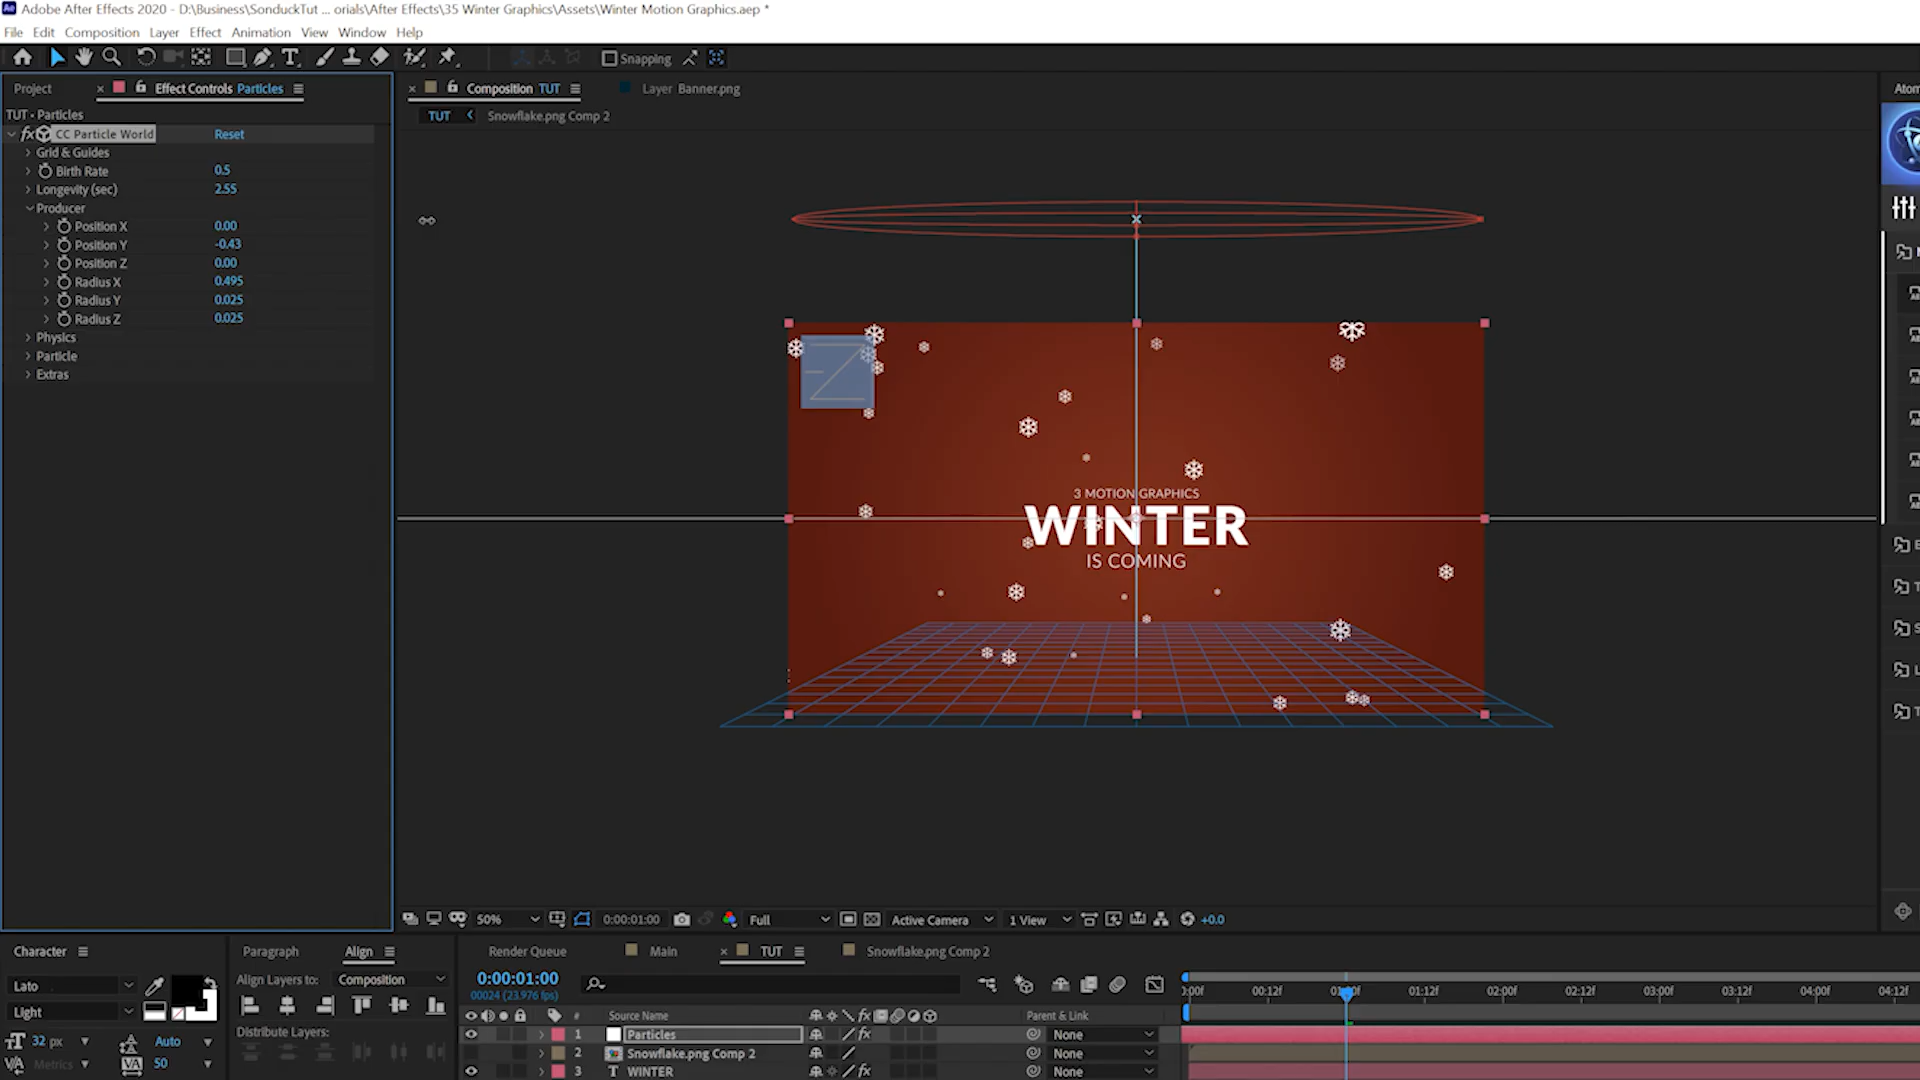 Adobe After Effects 2020 - D:\Business\SonduckTut ... orials\After Effects\35 Winter Graphics\Assets\Winter Motion Graphics.aep *
File Edit Composition Layer Effect Animation View Window Help
Snapping
Project
Effect Controls Particles
Composition TUT
Layer Banner.png
Atom
TUT • Particles
TUT
Snowflake.png Comp 2
fx CC Particle World Reset
Grid & Guides
Birth Rate 0.5
Longevity (sec) 2.55
Producer
Position X 0.00
Position Y -0.43
Position Z 0.00
Radius X 0.495
Radius Y 0.025
Radius Z 0.025
Physics
Particle
Extras
3 MOTION GRAPHICS
WINTER
IS COMING
50% 0:00:01:00 Full Active Camera 1 View +0.0
Character
Paragraph
Align
Render Queue
Main
TUT
Snowflake.png Comp 2
Lato
Light
32 px
Auto
Metrics
50
Align Layers to: Composition
Distribute Layers:
0:00:01:00
00024 (23.976 fps)
00:12f 01:12f 02:00f 02:12f 03:00f 03:12f 04:00f 04:12f
# Source Name Parent & Link
1 Particles None
2 Snowflake.png Comp 2 None
3 T WINTER None